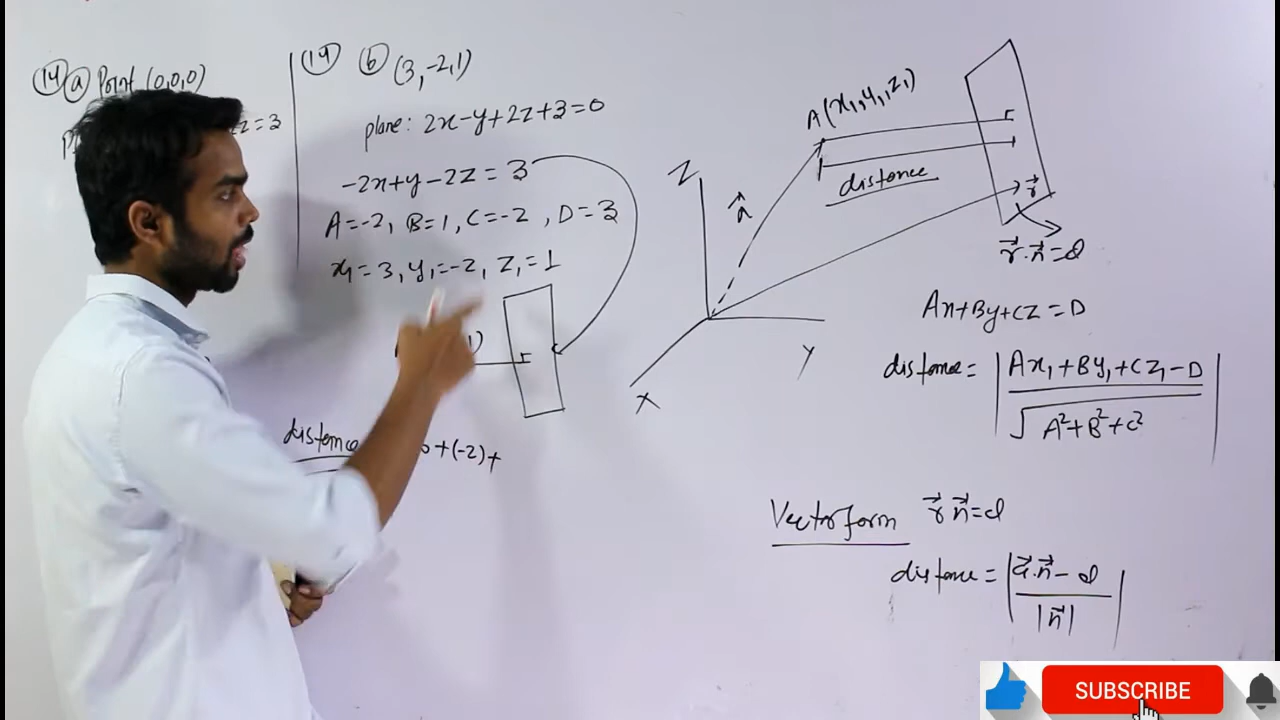 14 a Point (0,0,0)
z=3
14 b (3,-2,1)
plane: 2x-y+2z+3=0
-2x+y-2z=3
A=-2, B=1, C=-2, D=3
x₁=3, y₁=-2, z₁=1
distance
+(-2)+
Z
X
Y
A(x₁,y₁,z₁)
distance
a⃗
r⃗
r⃗.n⃗=d
Ax+By+CZ=D
distance = |Ax₁+By₁+Cz₁-D
√A²+B²+C²|
Vector form r⃗ n⃗=d
distance = |a⃗.n⃗-d
|n⃗||
SUBSCRIBE